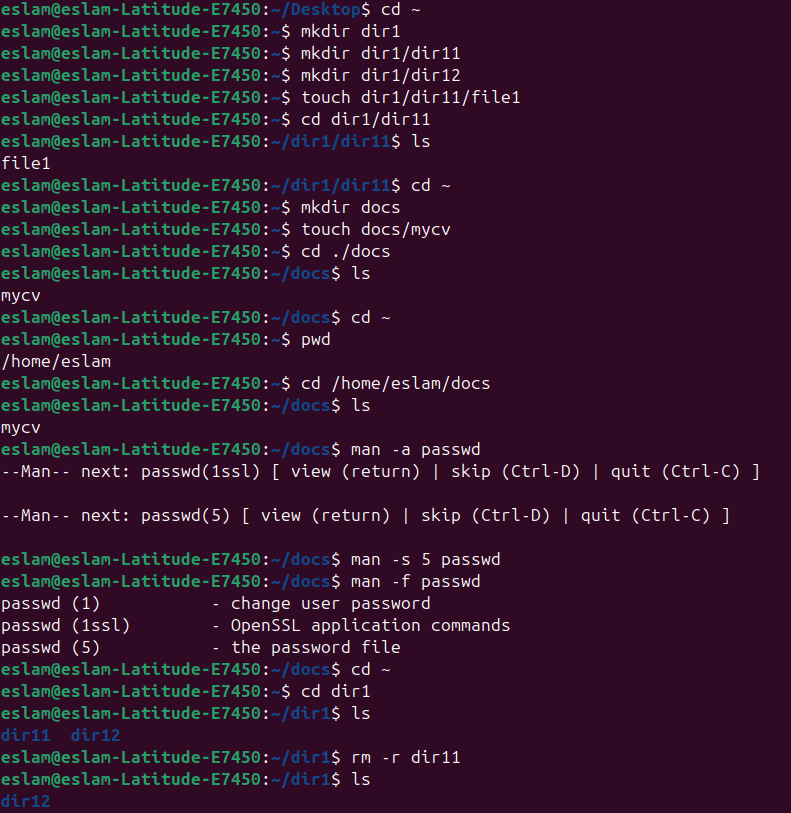 eslam@eslam-Latitude-E7450:~/Desktop$ cd ~
eslam@eslam-Latitude-E7450:~$ mkdir dir1
eslam@eslam-Latitude-E7450:~$ mkdir dir1/dir11
eslam@eslam-Latitude-E7450:~$ mkdir dir1/dir12
eslam@eslam-Latitude-E7450:~$ touch dir1/dir11/file1
eslam@eslam-Latitude-E7450:~$ cd dir1/dir11
eslam@eslam-Latitude-E7450:~/dir1/dir11$ ls
file1
eslam@eslam-Latitude-E7450:~/dir1/dir11$ cd ~
eslam@eslam-Latitude-E7450:~$ mkdir docs
eslam@eslam-Latitude-E7450:~$ touch docs/mycv
eslam@eslam-Latitude-E7450:~$ cd ./docs
eslam@eslam-Latitude-E7450:~/docs$ ls
mycv
eslam@eslam-Latitude-E7450:~/docs$ cd ~
eslam@eslam-Latitude-E7450:~$ pwd
/home/eslam
eslam@eslam-Latitude-E7450:~$ cd /home/eslam/docs
eslam@eslam-Latitude-E7450:~/docs$ ls
mycv
eslam@eslam-Latitude-E7450:~/docs$ man -a passwd
--Man-- next: passwd(1ssl) [ view (return) | skip (Ctrl-D) | quit (Ctrl-C) ]
--Man-- next: passwd(5) [ view (return) | skip (Ctrl-D) | quit (Ctrl-C) ]
eslam@eslam-Latitude-E7450:~/docs$ man -s 5 passwd
eslam@eslam-Latitude-E7450:~/docs$ man -f passwd
passwd (1)           - change user password
passwd (1ssl)        - OpenSSL application commands
passwd (5)           - the password file
eslam@eslam-Latitude-E7450:~/docs$ cd ~
eslam@eslam-Latitude-E7450:~$ cd dir1
eslam@eslam-Latitude-E7450:~/dir1$ ls
dir11  dir12
eslam@eslam-Latitude-E7450:~/dir1$ rm -r dir11
eslam@eslam-Latitude-E7450:~/dir1$ ls
dir12